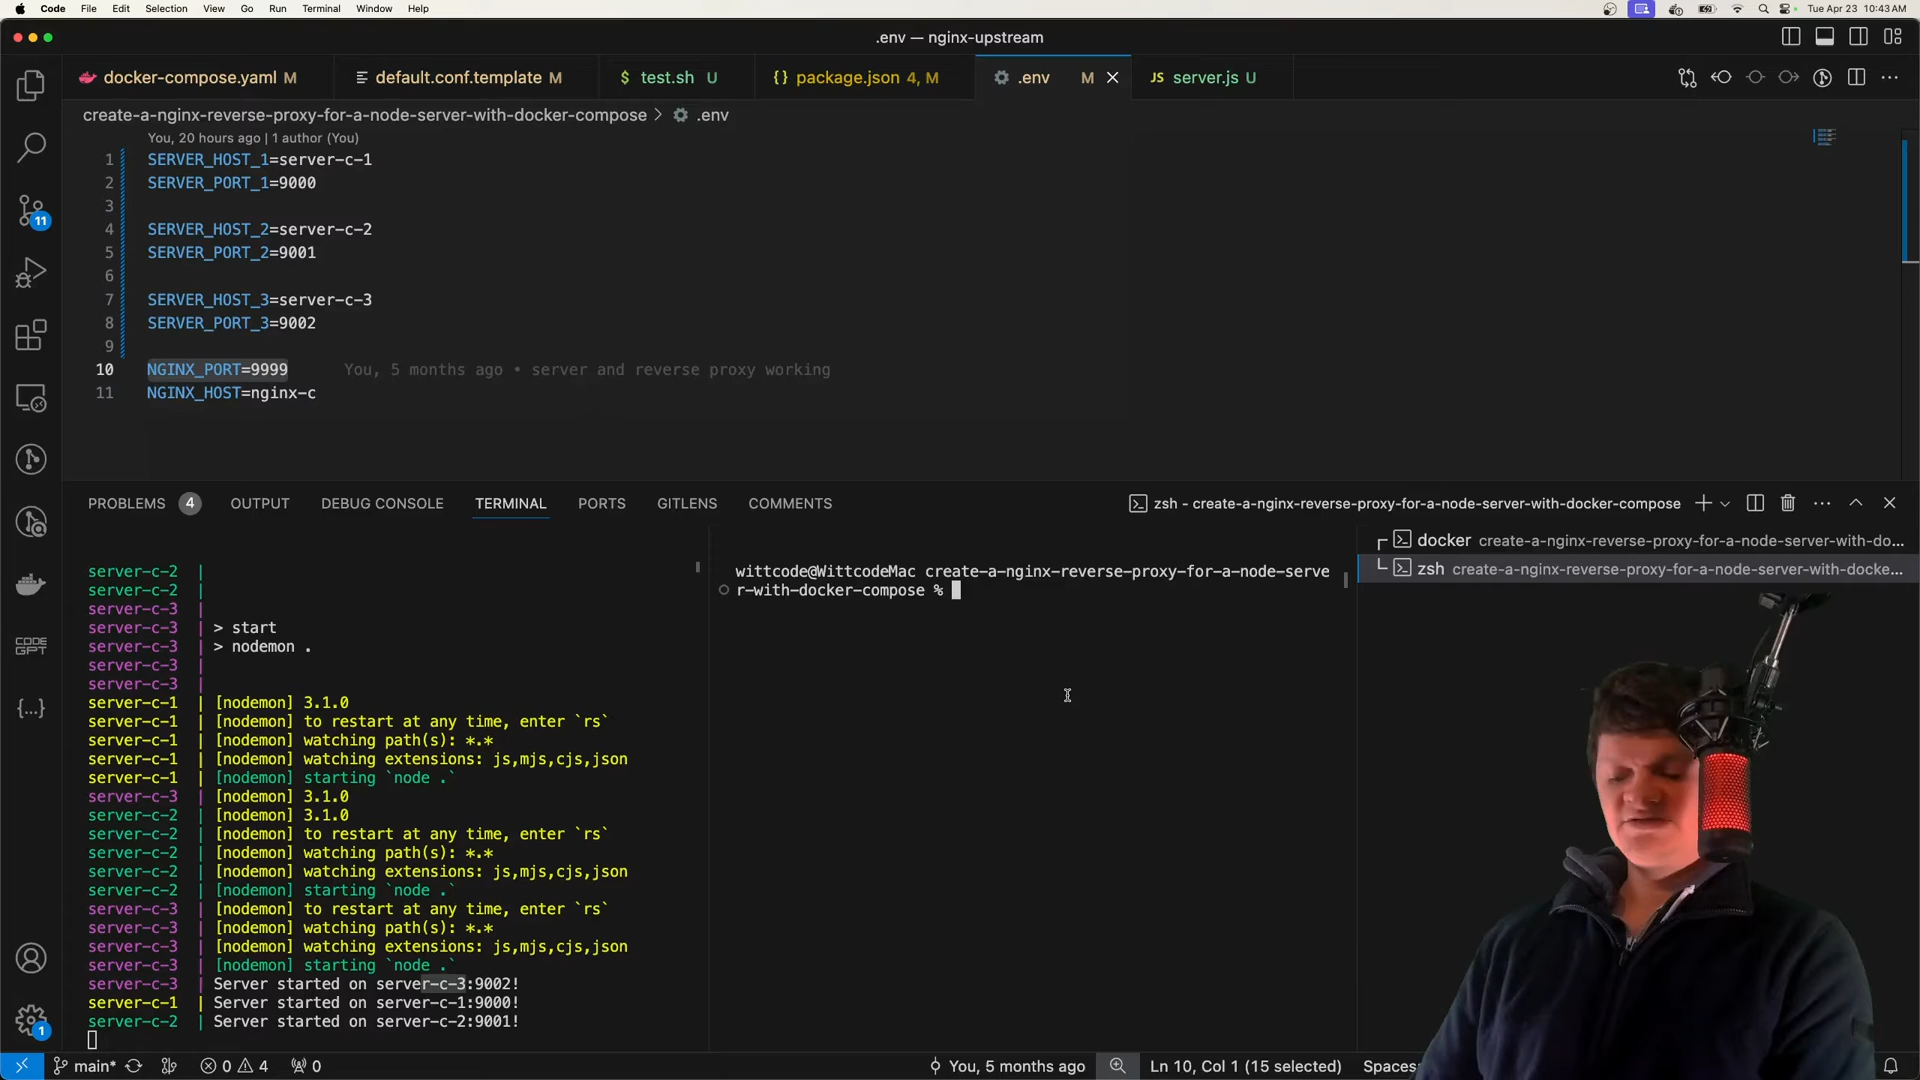 Code File Edit Selection View Go Run Terminal Window Help
Tue Apr 23 10:43 AM
.env — nginx-upstream
docker-compose.yaml M
default.conf.template M
$ test.sh U
{} package.json 4, M
.env M
JS server.js U
create-a-nginx-reverse-proxy-for-a-node-server-with-docker-compose > .env
You, 20 hours ago | 1 author (You)
1 SERVER_HOST_1=server-c-1
2 SERVER_PORT_1=9000
3
4 SERVER_HOST_2=server-c-2
5 SERVER_PORT_2=9001
6
7 SERVER_HOST_3=server-c-3
8 SERVER_PORT_3=9002
9
10 NGINX_PORT=9999 You, 5 months ago • server and reverse proxy working
11 NGINX_HOST=nginx-c
11
CODE
GPT
{...}
1
PROBLEMS 4 OUTPUT DEBUG CONSOLE TERMINAL PORTS GITLENS COMMENTS
zsh - create-a-nginx-reverse-proxy-for-a-node-server-with-docker-compose
server-c-2 |
server-c-2 |
server-c-3 |
server-c-3 | > start
server-c-3 | > nodemon .
server-c-3 |
server-c-3 |
server-c-1 | [nodemon] 3.1.0
server-c-1 | [nodemon] to restart at any time, enter `rs`
server-c-1 | [nodemon] watching path(s): *.*
server-c-1 | [nodemon] watching extensions: js,mjs,cjs,json
server-c-1 | [nodemon] starting `node .`
server-c-3 | [nodemon] 3.1.0
server-c-2 | [nodemon] 3.1.0
server-c-2 | [nodemon] to restart at any time, enter `rs`
server-c-2 | [nodemon] watching path(s): *.*
server-c-2 | [nodemon] watching extensions: js,mjs,cjs,json
server-c-2 | [nodemon] starting `node .`
server-c-3 | [nodemon] to restart at any time, enter `rs`
server-c-3 | [nodemon] watching path(s): *.*
server-c-3 | [nodemon] watching extensions: js,mjs,cjs,json
server-c-3 | [nodemon] starting `node .`
server-c-3 | Server started on server-c-3:9002!
server-c-1 | Server started on server-c-1:9000!
server-c-2 | Server started on server-c-2:9001!
wittcode@WittcodeMac create-a-nginx-reverse-proxy-for-a-node-serve
r-with-docker-compose %
docker create-a-nginx-reverse-proxy-for-a-node-server-with-do...
zsh create-a-nginx-reverse-proxy-for-a-node-server-with-docke...
main* 0 4 0
You, 5 months ago Ln 10, Col 1 (15 selected) Spaces